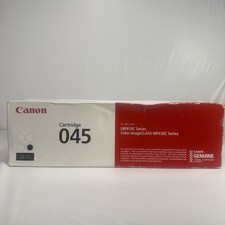 Canon
Cartridge
045
LBP610C Series
Color imageCLASS MF630C Series
CANON
GENUINE